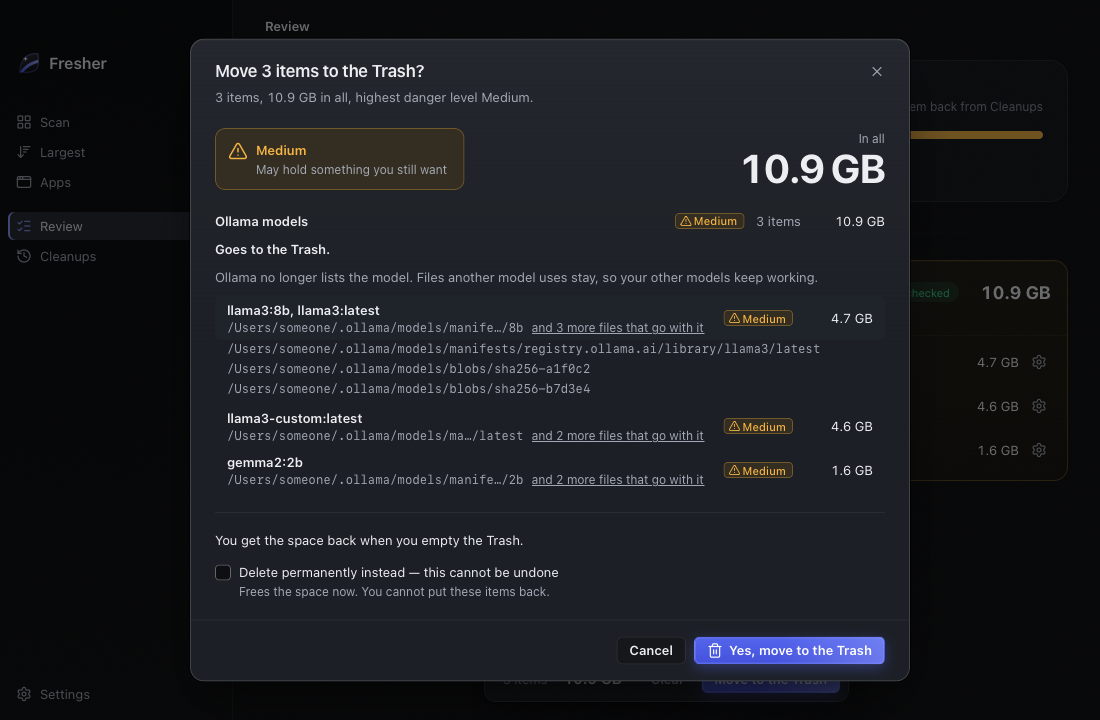 Review
Fresher
Scan
Largest
Apps
Review
Cleanups
Settings
Move 3 items to the Trash?
3 items, 10.9 GB in all, highest danger level Medium.
Medium
May hold something you still want
In all
10.9 GB
Ollama models
Medium
3 items
10.9 GB
Goes to the Trash.
Ollama no longer lists the model. Files another model uses stay, so your other models keep working.
llama3:8b, llama3:latest
/Users/someone/.ollama/models/manife…/8b and 3 more files that go with it
Medium
4.7 GB
/Users/someone/.ollama/models/manifests/registry.ollama.ai/library/llama3/latest
/Users/someone/.ollama/models/blobs/sha256-a1f0c2
/Users/someone/.ollama/models/blobs/sha256-b7d3e4
llama3-custom:latest
/Users/someone/.ollama/models/ma…/latest and 2 more files that go with it
Medium
4.6 GB
gemma2:2b
/Users/someone/.ollama/models/manife…/2b and 2 more files that go with it
Medium
1.6 GB
You get the space back when you empty the Trash.
Delete permanently instead — this cannot be undone
Frees the space now. You cannot put these items back.
Cancel
Yes, move to the Trash
back from Cleanups
10.9 GB
4.7 GB
4.6 GB
1.6 GB
3 items 10.9 GB Clear Move to the Trash